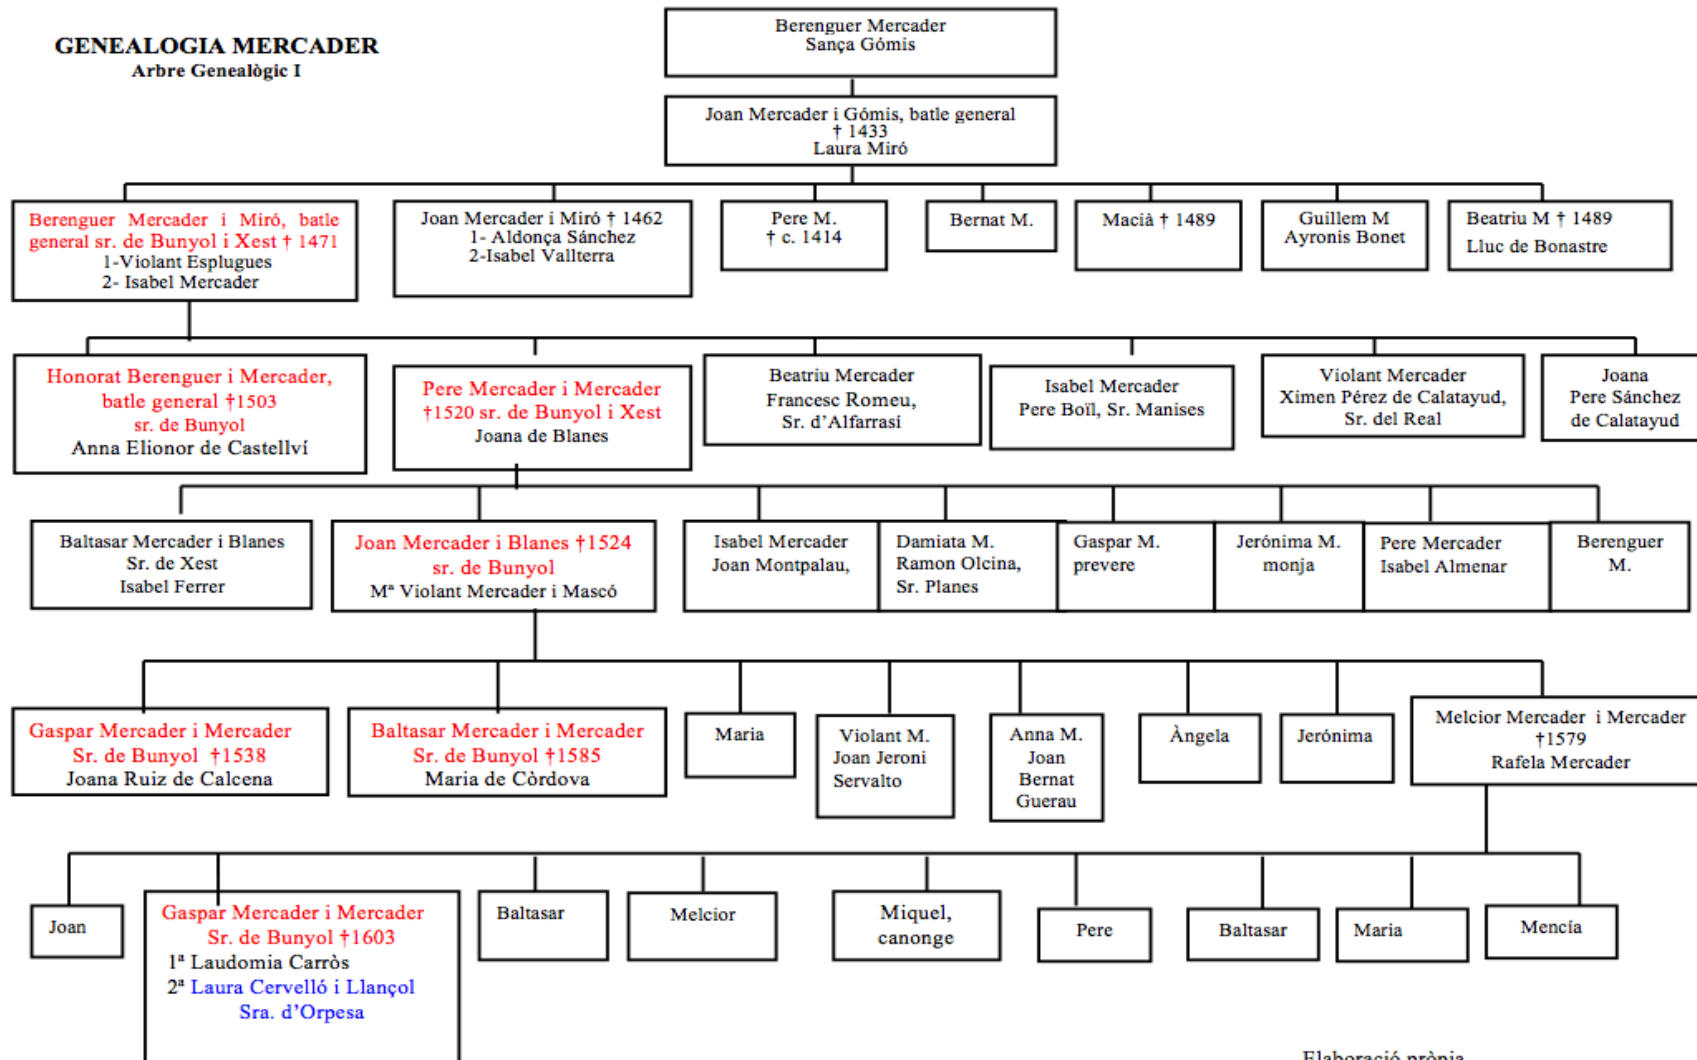 GENEALOGIA MERCADER
Arbre Genealògic I
Berenguer Mercader
Sança Gómis
Joan Mercader i Gómis, batle general
† 1433
Laura Miró
Berenguer Mercader i Miró, batle
general sr. de Bunyol i Xest † 1471
1-Violant Esplugues
2- Isabel Mercader
Joan Mercader i Miró † 1462
1- Aldonça Sánchez
2-Isabel Vallterra
Pere M.
† c. 1414
Bernat M.
Macià † 1489
Guillem M
Ayronis Bonet
Beatriu M † 1489
Lluc de Bonastre
Honorat Berenguer i Mercader,
batle general †1503
sr. de Bunyol
Anna Elionor de Castellví
Pere Mercader i Mercader
†1520 sr. de Bunyol i Xest
Joana de Blanes
Beatriu Mercader
Francesc Romeu,
Sr. d'Alfarrasí
Isabel Mercader
Pere Boïl, Sr. Manises
Violant Mercader
Ximen Pérez de Calatayud,
Sr. del Real
Joana
Pere Sánchez
de Calatayud
Baltasar Mercader i Blanes
Sr. de Xest
Isabel Ferrer
Joan Mercader i Blanes †1524
sr. de Bunyol
Mª Violant Mercader i Mascó
Isabel Mercader
Joan Montpalau,
Damiata M.
Ramon Olcina,
Sr. Planes
Gaspar M.
prevere
Jerónima M.
monja
Pere Mercader
Isabel Almenar
Berenguer
M.
Gaspar Mercader i Mercader
Sr. de Bunyol †1538
Joana Ruiz de Calcena
Baltasar Mercader i Mercader
Sr. de Bunyol †1585
Maria de Còrdova
Maria
Violant M.
Joan Jeroni
Servalto
Anna M.
Joan
Bernat
Guerau
Àngela
Jerónima
Melcior Mercader i Mercader
†1579
Rafela Mercader
Joan
Gaspar Mercader i Mercader
Sr. de Bunyol †1603
1ª Laudomia Carròs
2ª Laura Cervelló i Llançol
Sra. d'Orpesa
Baltasar
Melcior
Miquel,
canonge
Pere
Baltasar
Maria
Mencía
Elaboració pròpia